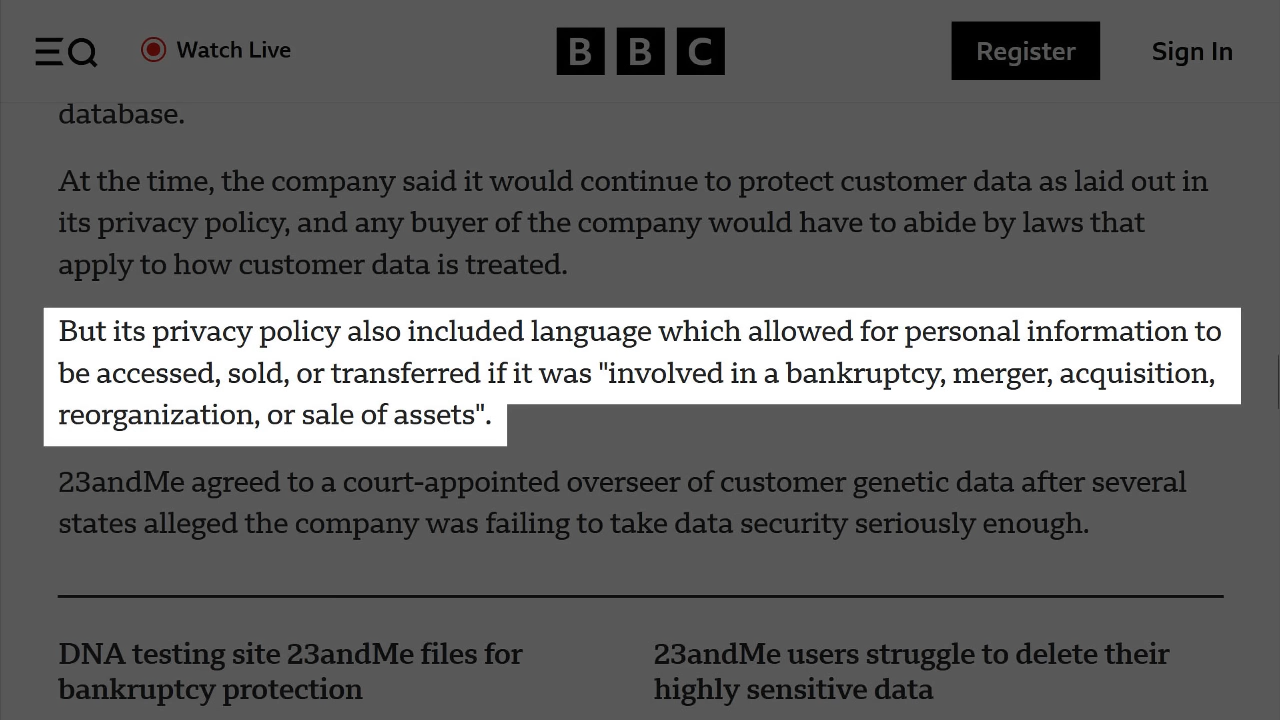 Watch Live
BBC
Register
Sign In
database.
At the time, the company said it would continue to protect customer data as laid out in
its privacy policy, and any buyer of the company would have to abide by laws that
apply to how customer data is treated.
But its privacy policy also included language which allowed for personal information to
be accessed, sold, or transferred if it was "involved in a bankruptcy, merger, acquisition,
reorganization, or sale of assets".
23andMe agreed to a court-appointed overseer of customer genetic data after several
states alleged the company was failing to take data security seriously enough.
DNA testing site 23andMe files for
bankruptcy protection
23andMe users struggle to delete their
highly sensitive data